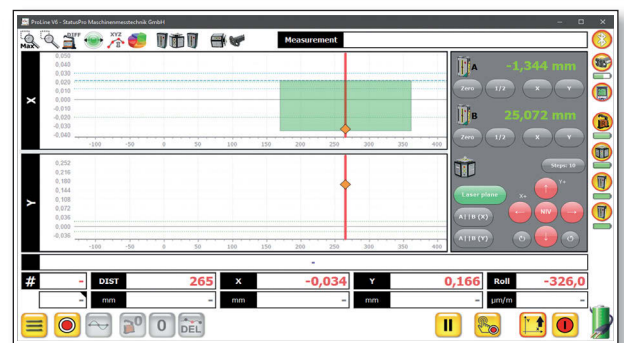 ProLine V6 - StatusPro Maschinenmesstechnik GmbH
Max
DIFF
XYZ
Measurement
X
0,050
0,040
0,030
0,020
0,010
0,000
-0,010
-0,020
-0,030
-0,040
-100 -50 0 50 100 150 200 250 300 350 400
Y
0,252
0,216
0,180
0,144
0,108
0,072
0,036
0,000
-0,036
-100 -50 0 50 100 150 200 250 300 350 400
A -1,344 mm
Zero 1/2 X Y
B 25,072 mm
Zero 1/2 X Y
Steps: 10
Laser plane
X+ Y+
A||B (X)
NIV
A||B (Y)
-
# - DIST 265 X -0,034 Y 0,166 Roll -326,0
- mm - mm - mm - µm/m -
0 0 DEL